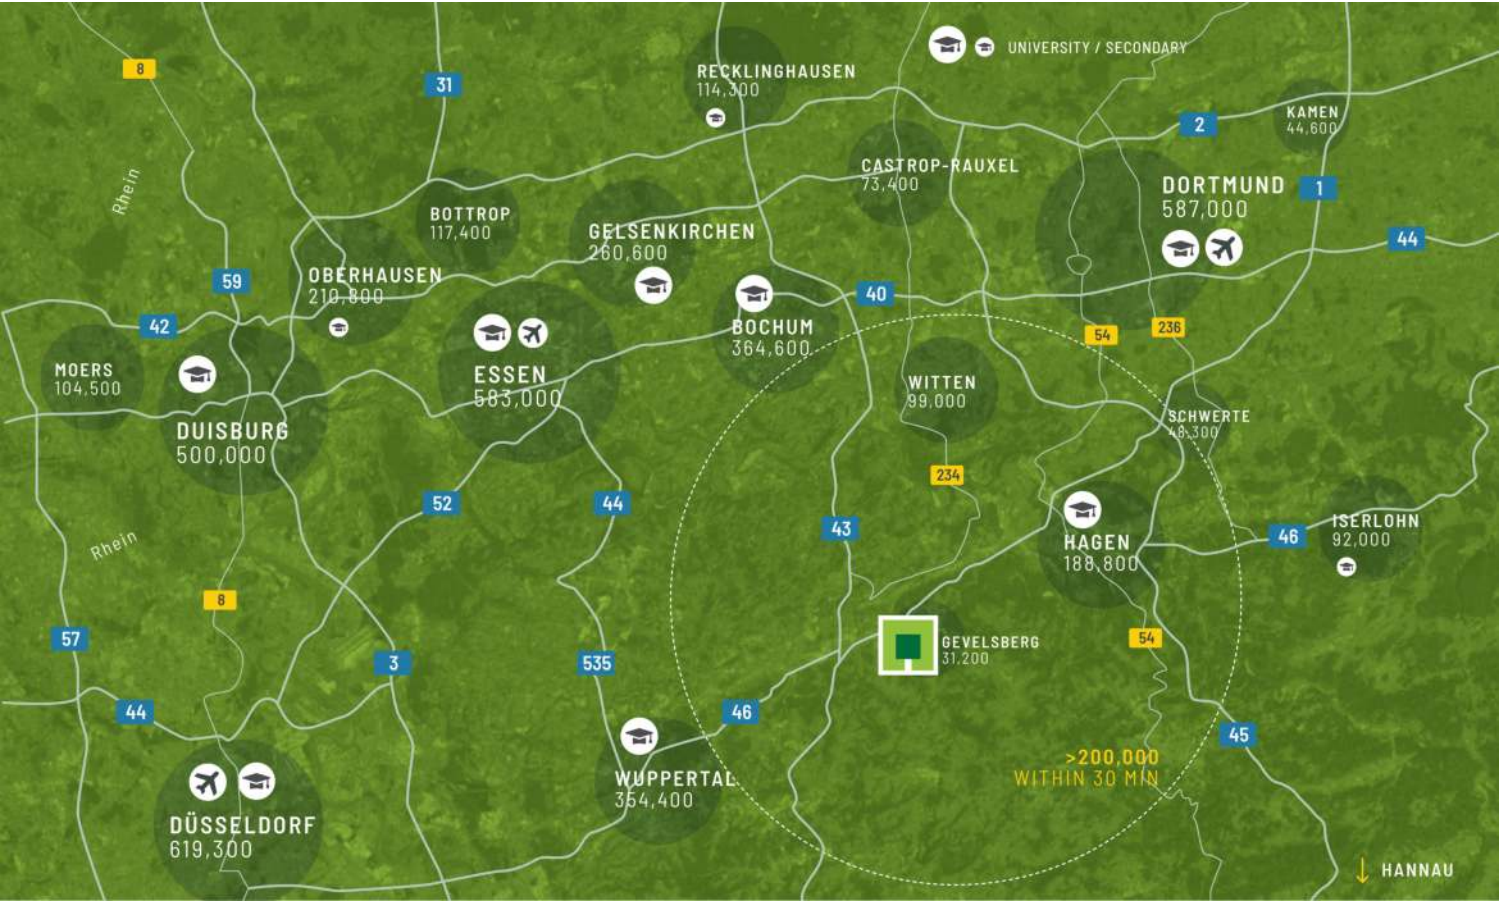 UNIVERSITY / SECONDARY
8
31
RECKLINGHAUSEN
114,300
2
KAMEN
44,600
Rhein
CASTROP-RAUXEL
73,400
DORTMUND
587,000
1
44
BOTTROP
117,400
GELSENKIRCHEN
260,600
59
OBERHAUSEN
210,800
40
42
BOCHUM
364,600
54
236
MOERS
104,500
ESSEN
583,000
WITTEN
99,000
DUISBURG
500,000
SCHWERTE
48,300
234
52
44
43
HAGEN
188,800
46
ISERLOHN
92,000
Rhein
8
57
3
535
GEVELSBERG
31,200
54
44
46
45
>200,000
WITHIN 30 MIN
WUPPERTAL
354,400
DÜSSELDORF
619,300
HANNAU